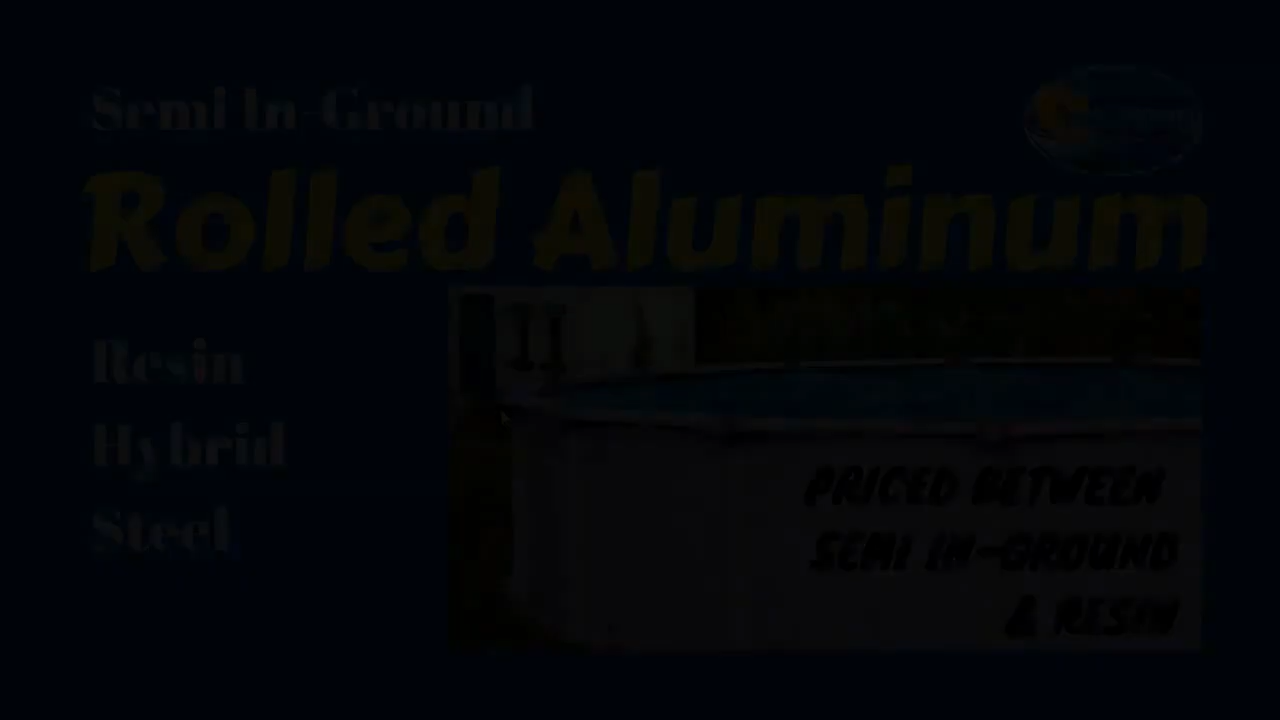 Semi In-Ground
Rolled Aluminum
Resin
Hybrid
Steel
PRICED BETWEEN
SEMI IN-GROUND
& RESIN